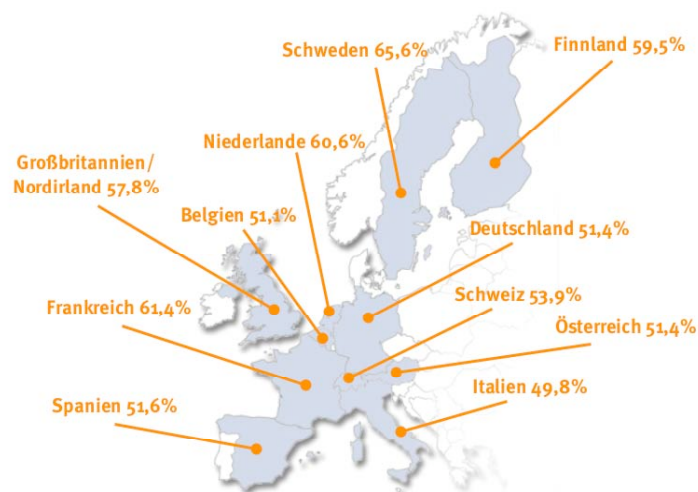 Schweden 65,6%
Finnland 59,5%
Niederlande 60,6%
Großbritannien/
Nordirland 57,8%
Belgien 51,1%
Deutschland 51,4%
Schweiz 53,9%
Frankreich 61,4%
Österreich 51,4%
Italien 49,8%
Spanien 51,6%